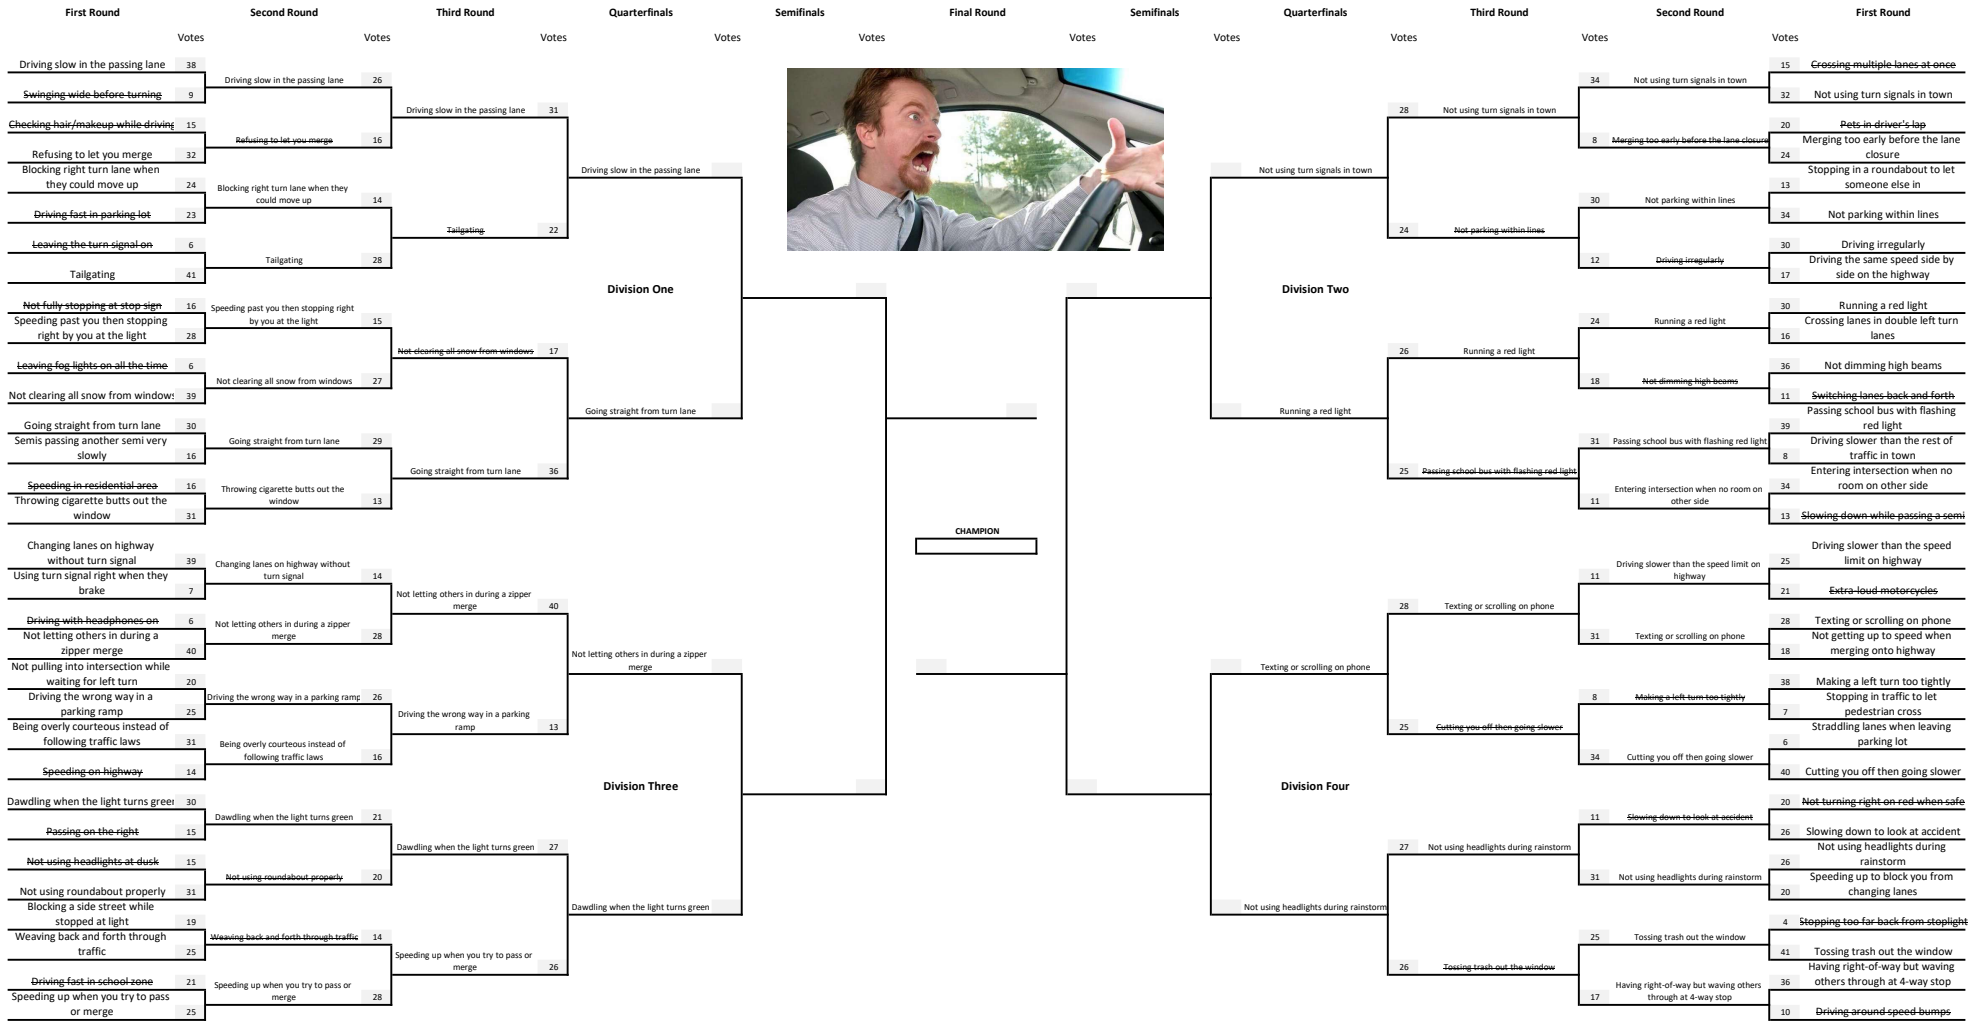 First Round
Second Round
Third Round
Quarterfinals
Semifinals
Final Round
Semifinals
Quarterfinals
Third Round
Second Round
First Round
Votes
Votes
Votes
Votes
Votes
Votes
Votes
Votes
Votes
Votes
Driving slow in the passing lane 38
Swinging wide before turning 9
Checking hair/makeup while driving 15
Refusing to let you merge 32
Blocking right turn lane when
they could move up 24
Driving fast in parking lot 23
Leaving the turn signal on 6
Tailgating 41
Not fully stopping at stop sign 16
Speeding past you then stopping
right by you at the light 28
Leaving fog lights on all the time 6
Not clearing all snow from windows 39
Going straight from turn lane 30
Semis passing another semi very
slowly 16
Speeding in residential area 16
Throwing cigarette butts out the
window 31
Changing lanes on highway
without turn signal 39
Using turn signal right when they
brake 7
Driving with headphones on 6
Not letting others in during a
zipper merge 40
Not pulling into intersection while
waiting for left turn 20
Driving the wrong way in a
parking ramp 25
Being overly courteous instead of
following traffic laws 31
Speeding on highway 14
Dawdling when the light turns green 30
Passing on the right 15
Not using headlights at dusk 15
Not using roundabout properly 31
Blocking a side street while
stopped at light 19
Weaving back and forth through
traffic 25
Driving fast in school zone 21
Speeding up when you try to pass
or merge 25
Driving slow in the passing lane 26
Refusing to let you merge 16
Blocking right turn lane when they
could move up 14
Tailgating 28
Speeding past you then stopping right
by you at the light 15
Not clearing all snow from windows 27
Going straight from turn lane 29
Throwing cigarette butts out the
window 13
Changing lanes on highway without
turn signal 14
Not letting others in during a zipper
merge 28
Driving the wrong way in a parking ramp 26
Being overly courteous instead of
following traffic laws 16
Dawdling when the light turns green 21
Not using roundabout properly 20
Weaving back and forth through traffic 14
Speeding up when you try to pass or
merge 28
Driving slow in the passing lane 31
Tailgating 22
Not clearing all snow from windows 17
Going straight from turn lane 36
Not letting others in during a zipper
merge 40
Driving the wrong way in a parking
ramp 13
Dawdling when the light turns green 27
Speeding up when you try to pass or
merge 26
Driving slow in the passing lane
Division One
Going straight from turn lane
Not letting others in during a zipper
merge
Division Three
Dawdling when the light turns green
CHAMPION
Not using turn signals in town
Division Two
Running a red light
Texting or scrolling on phone
Division Four
Not using headlights during rainstorm
28 Not using turn signals in town
24 Not parking within lines
26 Running a red light
25 Passing school bus with flashing red light
28 Texting or scrolling on phone
25 Cutting you off then going slower
27 Not using headlights during rainstorm
26 Tossing trash out the window
34 Not using turn signals in town
8 Merging too early before the lane closure
30 Not parking within lines
12 Driving irregularly
24 Running a red light
18 Not dimming high beams
31 Passing school bus with flashing red light
Entering intersection when no room on
11 other side
Driving slower than the speed limit on
11 highway
31 Texting or scrolling on phone
8 Making a left turn too tightly
34 Cutting you off then going slower
11 Slowing down to look at accident
31 Not using headlights during rainstorm
25 Tossing trash out the window
Having right-of-way but waving others
17 through at 4-way stop
15 Crossing multiple lanes at once
32 Not using turn signals in town
20 Pets in driver's lap
Merging too early before the lane
24 closure
Stopping in a roundabout to let
13 someone else in
34 Not parking within lines
30 Driving irregularly
Driving the same speed side by
17 side on the highway
30 Running a red light
Crossing lanes in double left turn
16 lanes
36 Not dimming high beams
11 Switching lanes back and forth
Passing school bus with flashing
39 red light
Driving slower than the rest of
8 traffic in town
Entering intersection when no
34 room on other side
13 Slowing down while passing a semi
Driving slower than the speed
25 limit on highway
21 Extra-loud motorcycles
28 Texting or scrolling on phone
Not getting up to speed when
18 merging onto highway
38 Making a left turn too tightly
Stopping in traffic to let
7 pedestrian cross
Straddling lanes when leaving
6 parking lot
40 Cutting you off then going slower
20 Not turning right on red when safe
26 Slowing down to look at accident
Not using headlights during
26 rainstorm
Speeding up to block you from
20 changing lanes
4 Stopping too far back from stoplight
41 Tossing trash out the window
Having right-of-way but waving
36 others through at 4-way stop
10 Driving around speed bumps